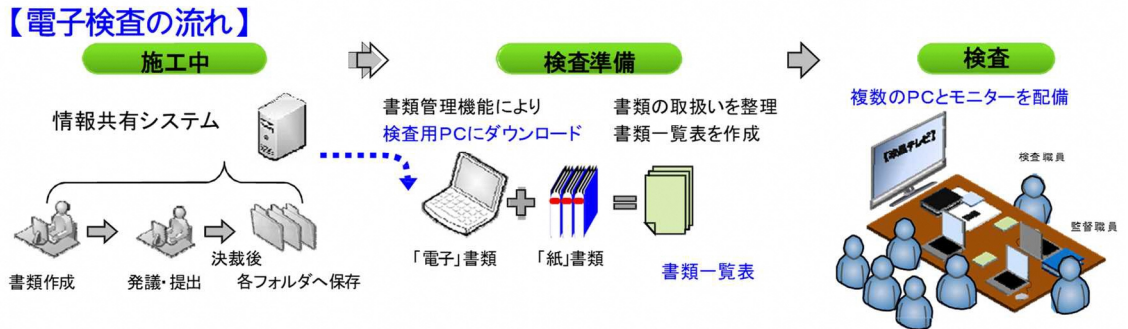 【電子検査の流れ】
施工中
情報共有システム
書類作成
発議・提出
決裁後
各フォルダへ保存
検査準備
書類管理機能により
検査用PCにダウンロード
書類の取扱いを整理
書類一覧表を作成
「電子」書類
「紙」書類
書類一覧表
検査
複数のPCとモニターを配備
【液晶テレビ】
検査職員
監督職員